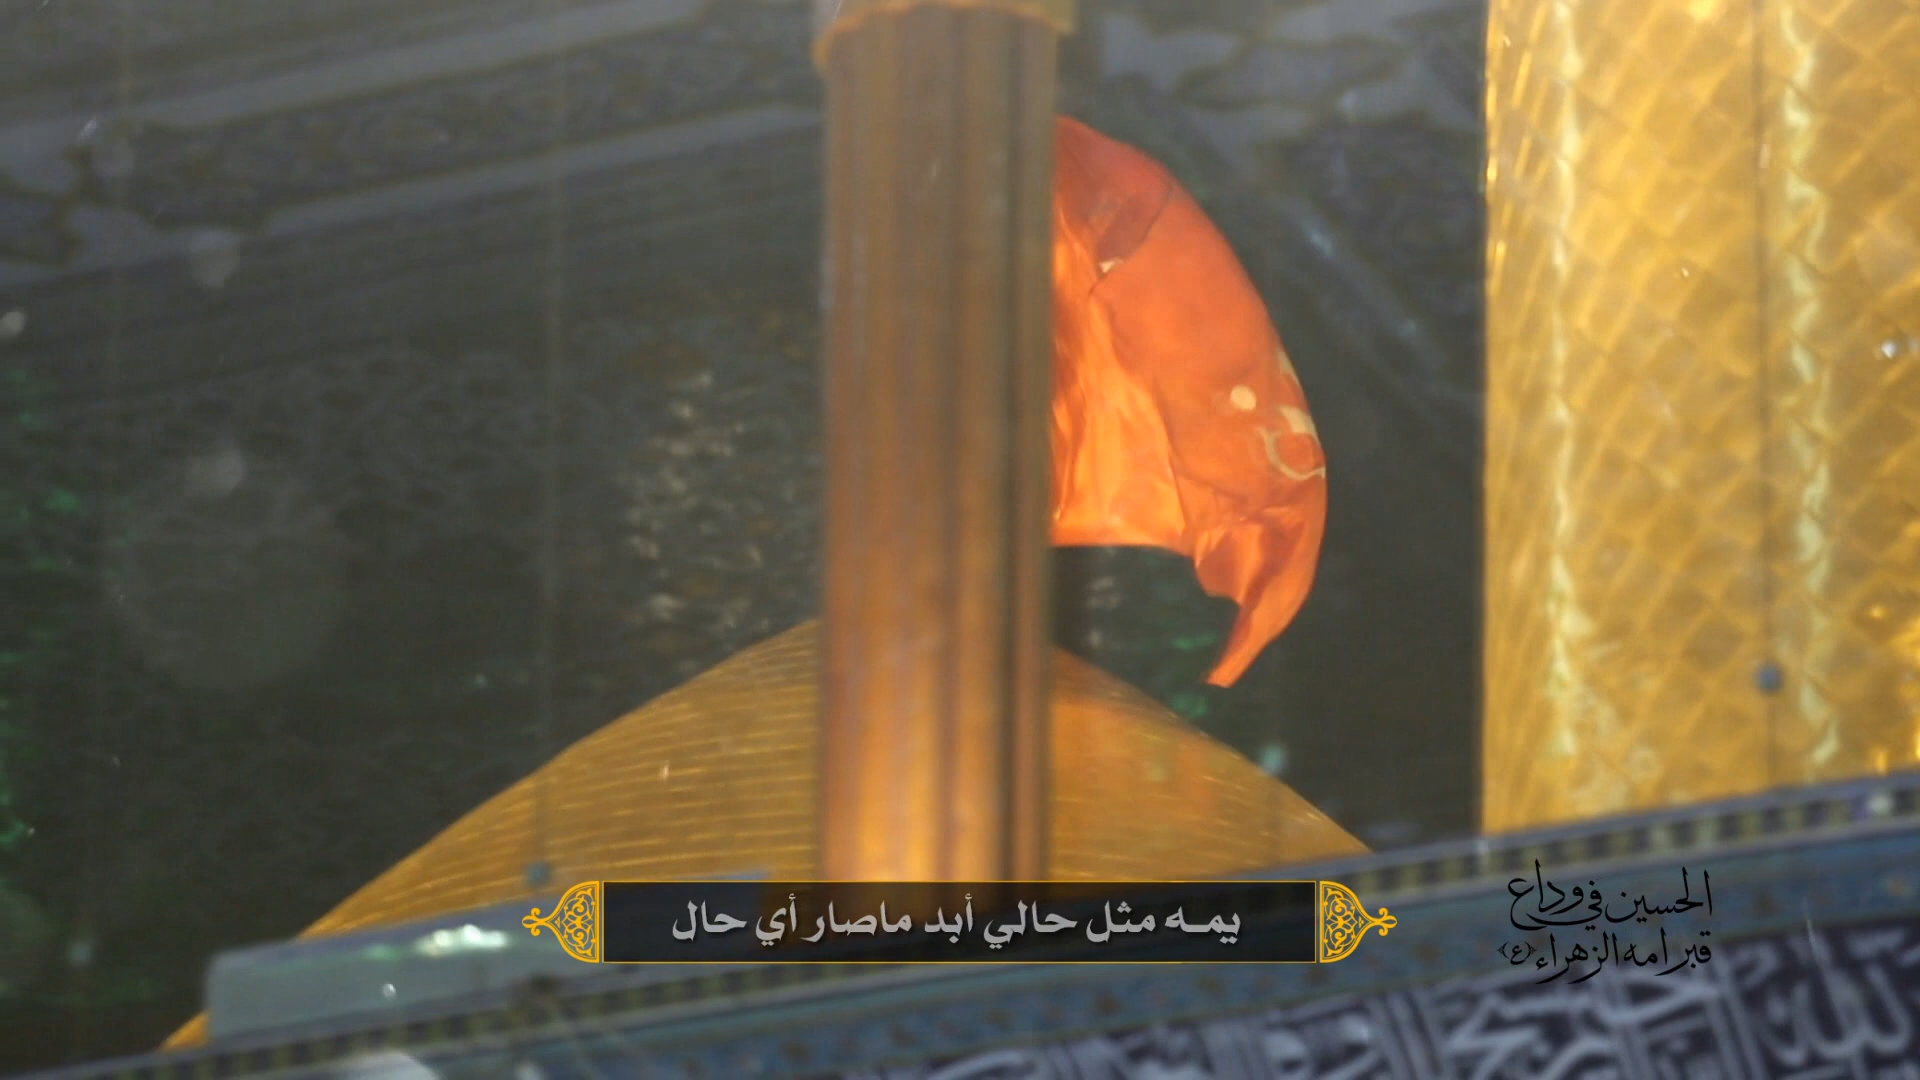 يمـه مثل حالي أبد ماصار أي حال
الحسين في وداع
قبر امه الزهراء (ع)